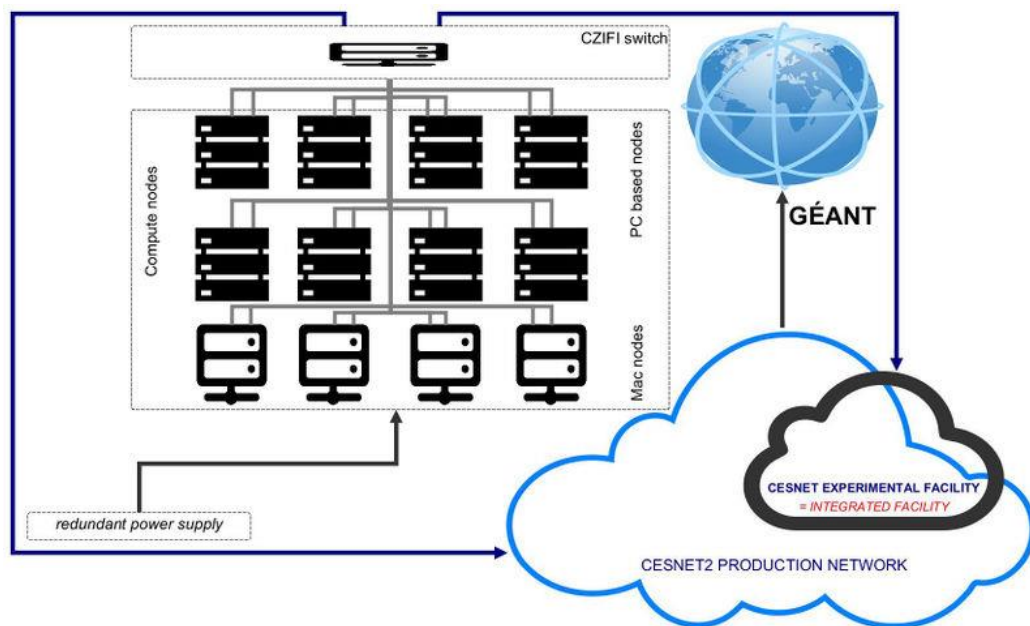 CZIFI switch
Compute nodes
PC based nodes
Mac nodes
GÉANT
redundant power supply
CESNET EXPERIMENTAL FACILITY
= INTEGRATED FACILITY
CESNET2 PRODUCTION NETWORK